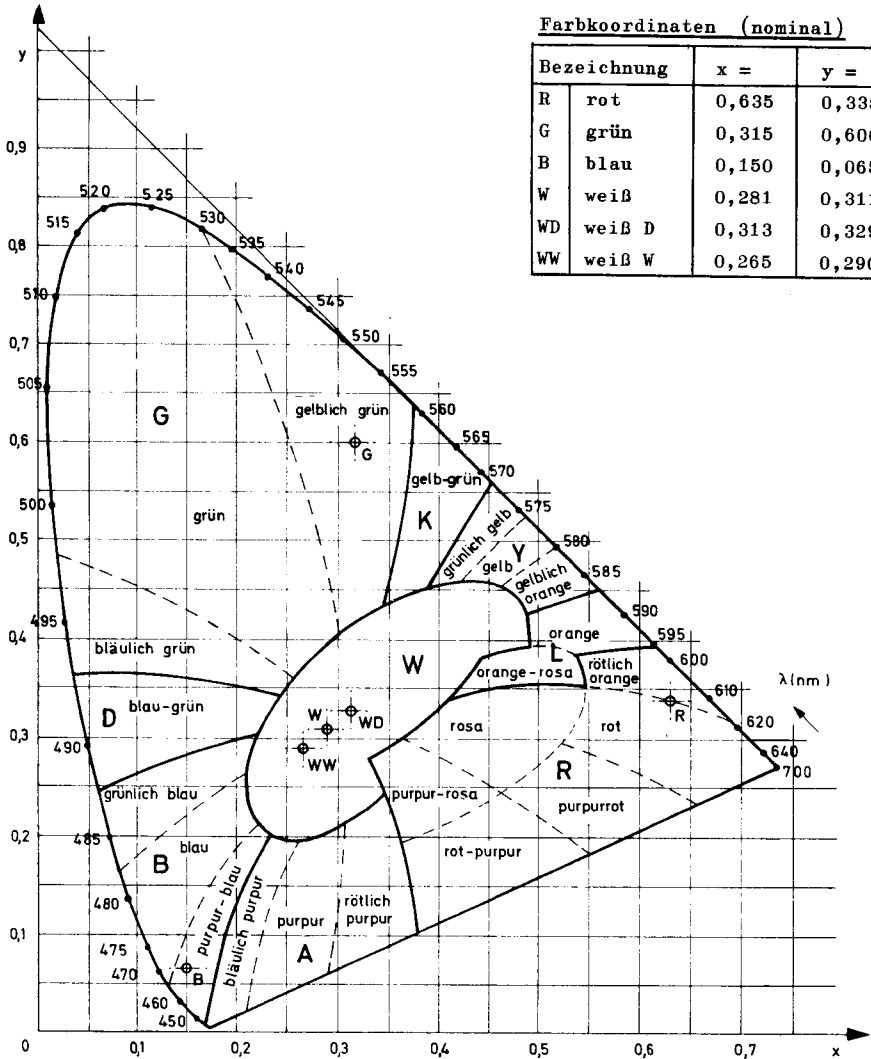 Farbkoordinaten (nominal)
Bezeichnung x = y =
R rot 0,635 0,335
G grün 0,315 0,600
B blau 0,150 0,065
W weiß 0,281 0,311
WD weiß D 0,313 0,329
WW weiß W 0,265 0,290
y
0,9
0,8
0,7
0,6
0,5
0,4
0,3
0,2
0,1
0
0,1 0,2 0,3 0,4 0,5 0,6 0,7 x
520 525
515 530
535
540
510
545
550
505 555
560
565
570
500 575
580
585
590
495 595
600
610
620
490 640
700
485
480
475
470
460
450
λ(nm)
G
gelblich grün
G
gelb-grün
K
grün
grünlich gelb
Y
gelb
gelblich
orange
bläulich grün
W
orange
L
orange-rosa
rötlich
orange
D
blau-grün
W
WD
WW
rosa
rot
R
R
grünlich blau
purpur-rosa
purpurrot
B
blau
rot-purpur
purpur-blau
bläulich purpur
purpur
rötlich
purpur
A
B